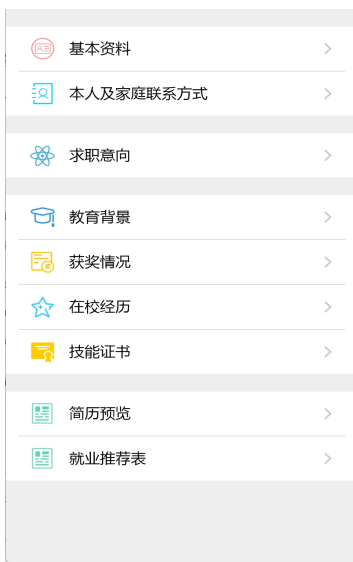 基本资料
本人及家庭联系方式
求职意向
教育背景
获奖情况
在校经历
技能证书
简历预览
就业推荐表